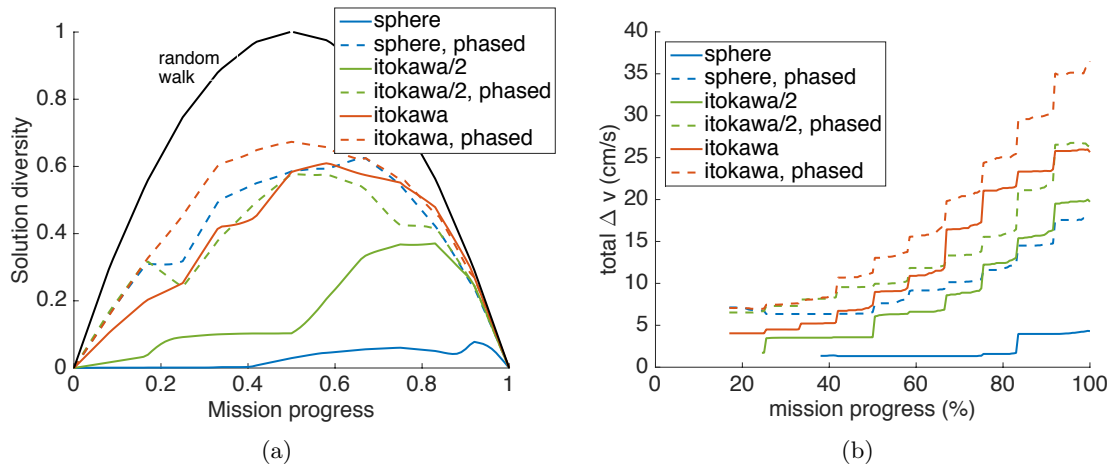 random
walk
sphere
sphere, phased
itokawa/2
itokawa/2, phased
itokawa
itokawa, phased
Solution diversity
1
0.8
0.6
0.4
0.2
0
0 0.2 0.4 0.6 0.8 1
Mission progress
(a)
sphere
sphere, phased
itokawa/2
itokawa/2, phased
itokawa
itokawa, phased
total Δ v (cm/s)
40
35
30
25
20
15
10
5
0
0 20 40 60 80 100
mission progress (%)
(b)